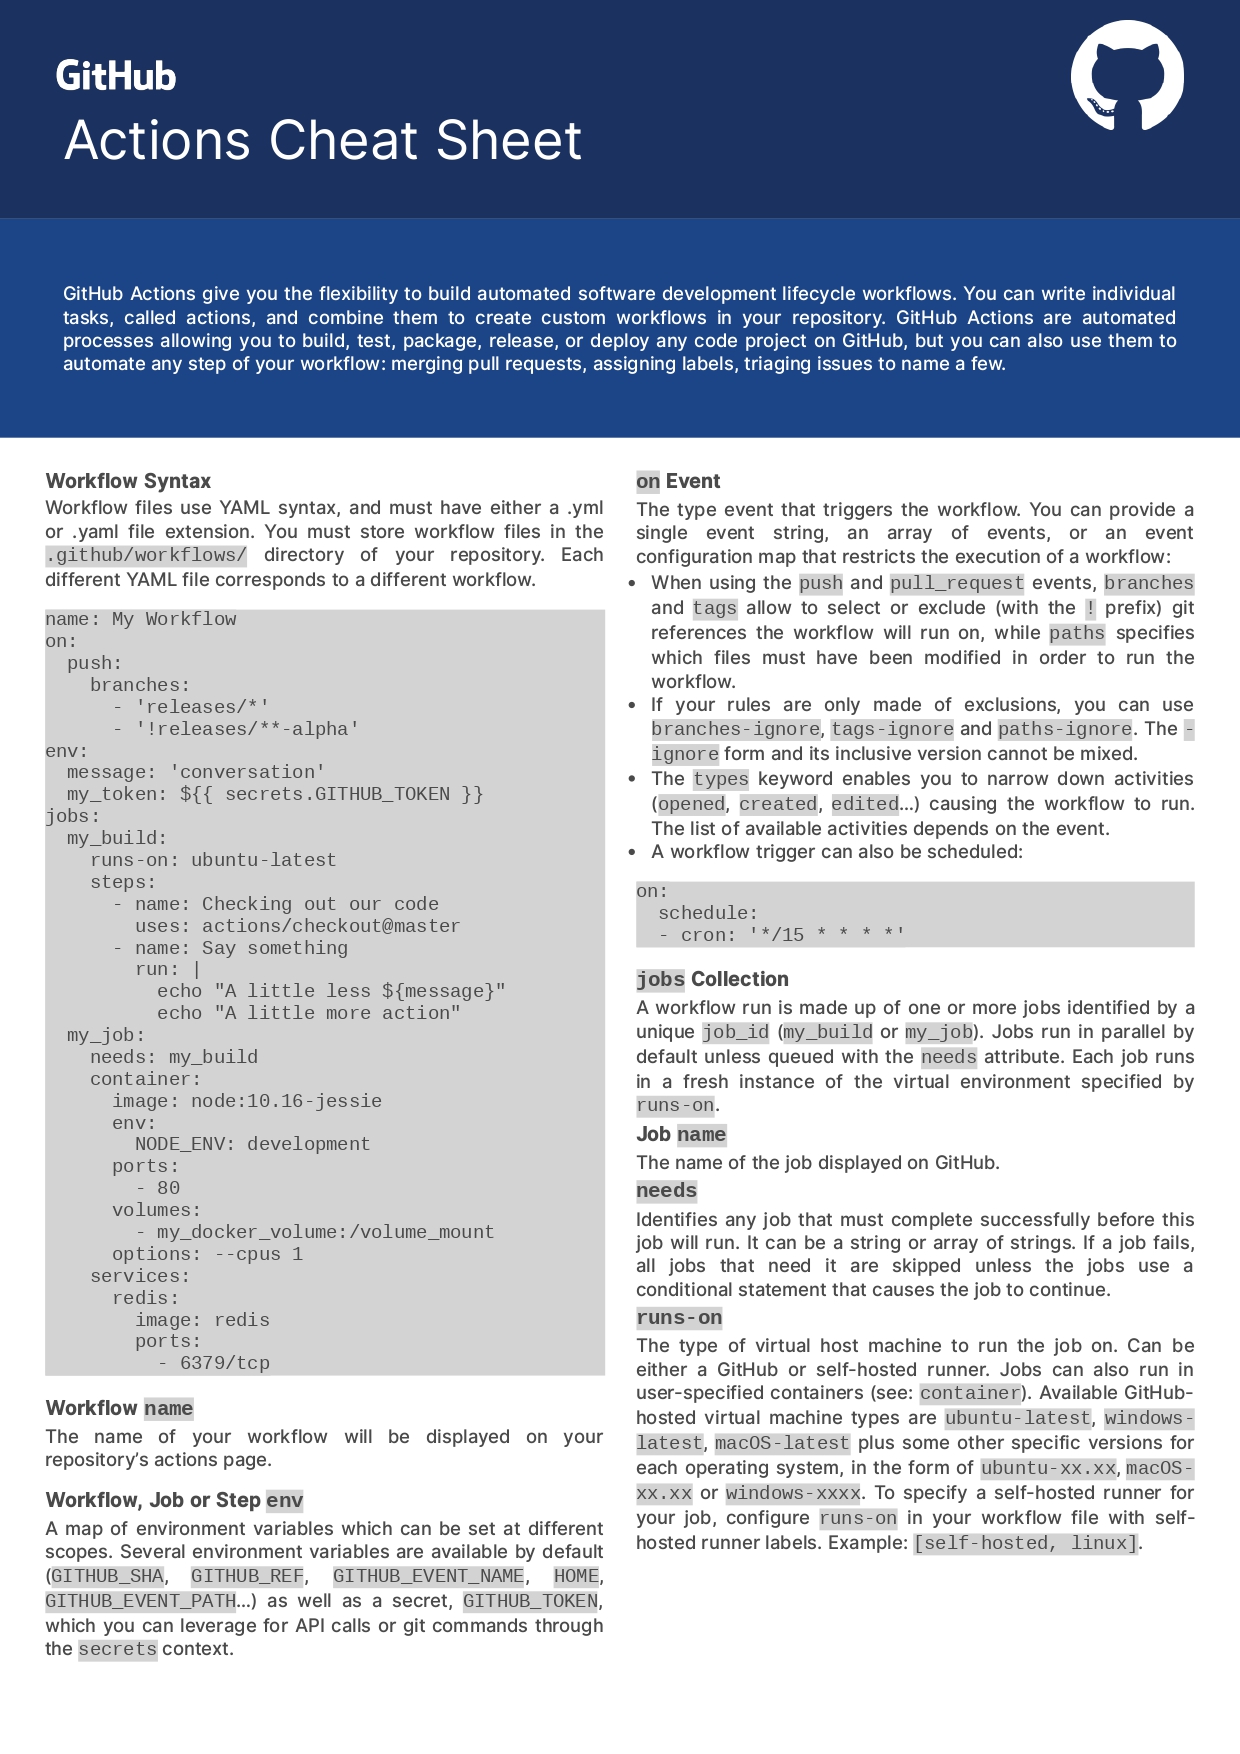 GitHub
Actions Cheat Sheet
GitHub Actions give you the flexibility to build automated software development lifecycle workflows. You can write individual
tasks, called actions, and combine them to create custom workflows in your repository. GitHub Actions are automated
processes allowing you to build, test, package, release, or deploy any code project on GitHub, but you can also use them to
automate any step of your workflow: merging pull requests, assigning labels, triaging issues to name a few.
Workflow Syntax
Workflow files use YAML syntax, and must have either a .yml
or .yaml file extension. You must store workflow files in the
.github/workflows/ directory of your repository. Each
different YAML file corresponds to a different workflow.
name: My Workflow
on:
  push:
    branches:
      - 'releases/*'
      - '!releases/**-alpha'
env:
  message: 'conversation'
  my_token: ${{ secrets.GITHUB_TOKEN }}
jobs:
  my_build:
    runs-on: ubuntu-latest
    steps:
      - name: Checking out our code
        uses: actions/checkout@master
      - name: Say something
        run: |
          echo "A little less ${message}"
          echo "A little more action"
  my_job:
    needs: my_build
    container:
      image: node:10.16-jessie
      env:
        NODE_ENV: development
      ports:
        - 80
      volumes:
        - my_docker_volume:/volume_mount
      options: --cpus 1
    services:
      redis:
        image: redis
        ports:
          - 6379/tcp
Workflow name
The name of your workflow will be displayed on your
repository’s actions page.
Workflow, Job or Step env
A map of environment variables which can be set at different
scopes. Several environment variables are available by default
(GITHUB_SHA, GITHUB_REF, GITHUB_EVENT_NAME, HOME,
GITHUB_EVENT_PATH…) as well as a secret, GITHUB_TOKEN,
which you can leverage for API calls or git commands through
the secrets context.
on Event
The type event that triggers the workflow. You can provide a
single event string, an array of events, or an event
configuration map that restricts the execution of a workflow:
• When using the push and pull_request events, branches
and tags allow to select or exclude (with the ! prefix) git
references the workflow will run on, while paths specifies
which files must have been modified in order to run the
workflow.
• If your rules are only made of exclusions, you can use
branches-ignore, tags-ignore and paths-ignore. The -
ignore form and its inclusive version cannot be mixed.
• The types keyword enables you to narrow down activities
(opened, created, edited…) causing the workflow to run.
The list of available activities depends on the event.
• A workflow trigger can also be scheduled:
on:
  schedule:
  - cron: '*/15 * * * *'
jobs Collection
A workflow run is made up of one or more jobs identified by a
unique job_id (my_build or my_job). Jobs run in parallel by
default unless queued with the needs attribute. Each job runs
in a fresh instance of the virtual environment specified by
runs-on.
Job name
The name of the job displayed on GitHub.
needs
Identifies any job that must complete successfully before this
job will run. It can be a string or array of strings. If a job fails,
all jobs that need it are skipped unless the jobs use a
conditional statement that causes the job to continue.
runs-on
The type of virtual host machine to run the job on. Can be
either a GitHub or self-hosted runner. Jobs can also run in
user-specified containers (see: container). Available GitHub-
hosted virtual machine types are ubuntu-latest, windows-
latest, macOS-latest plus some other specific versions for
each operating system, in the form of ubuntu-xx.xx, macOS-
xx.xx or windows-xxxx. To specify a self-hosted runner for
your job, configure runs-on in your workflow file with self-
hosted runner labels. Example: [self-hosted, linux].